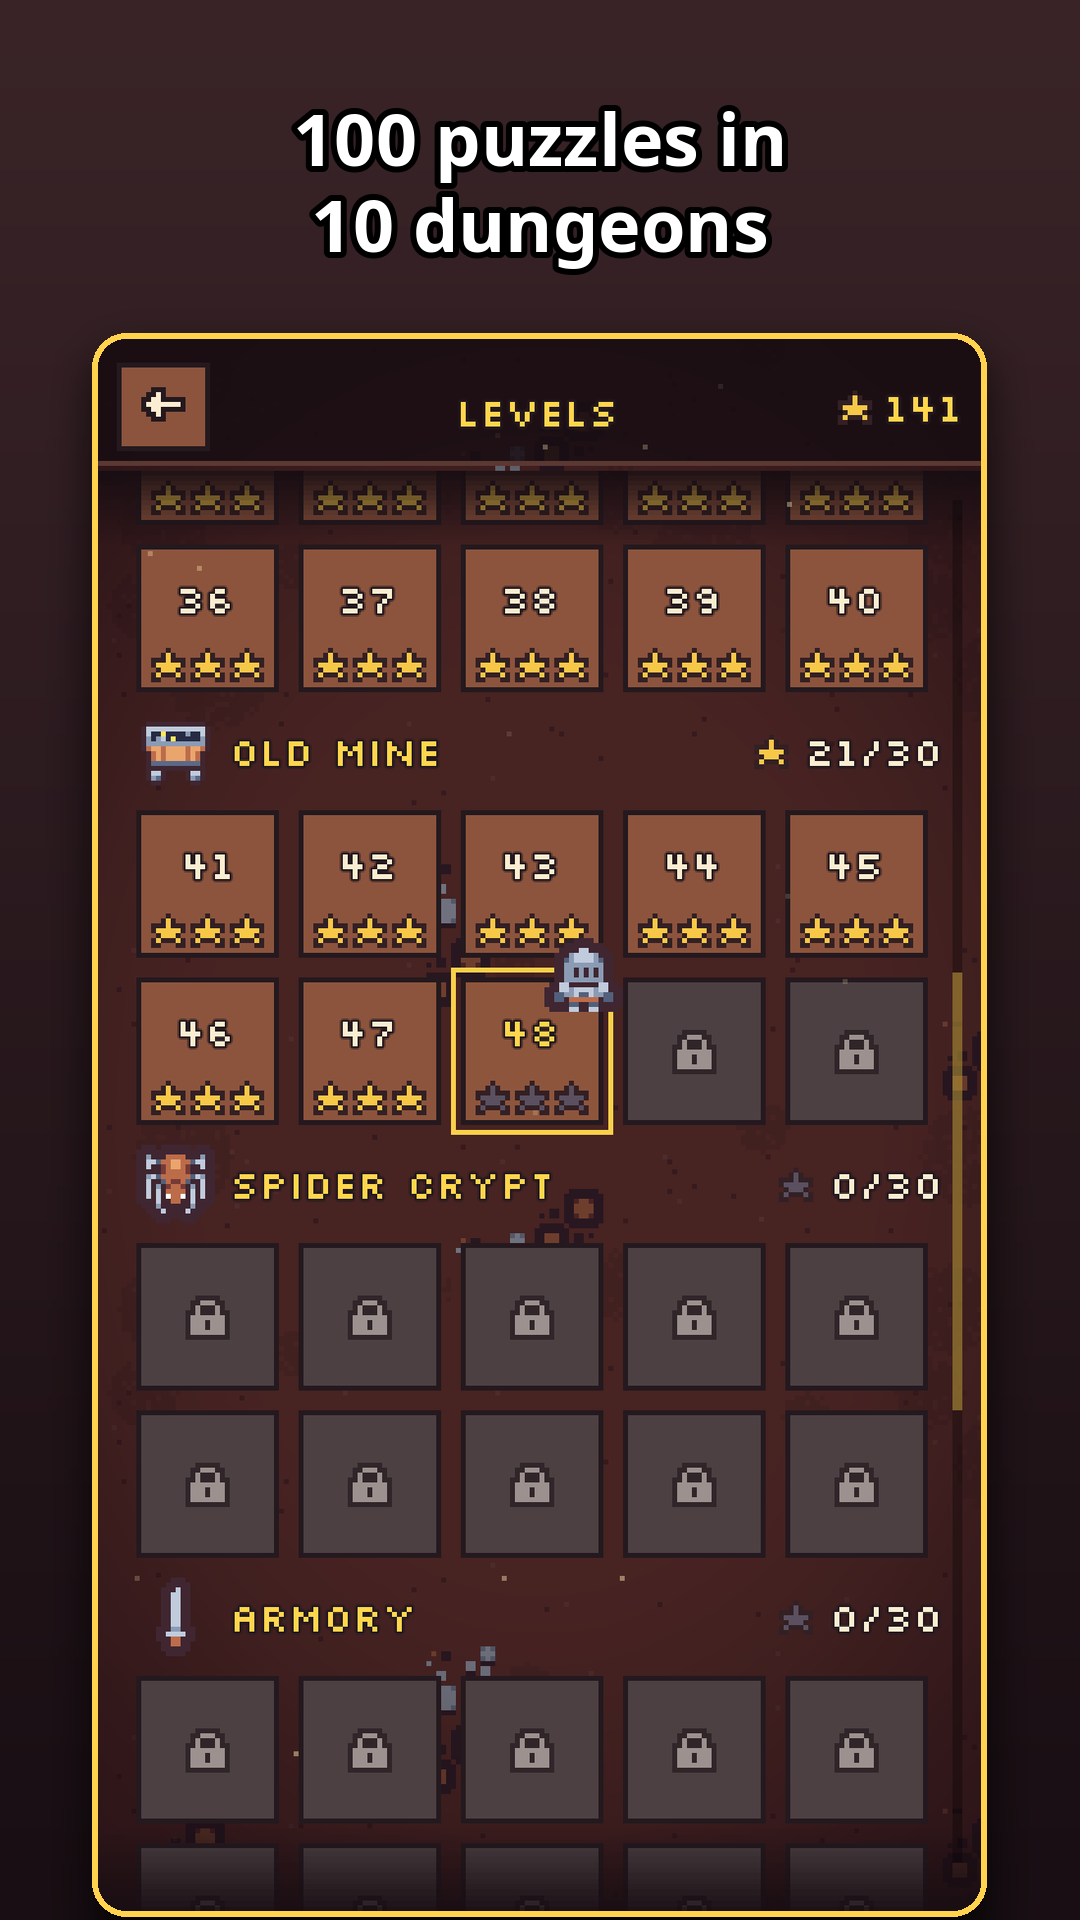 100 puzzles in
10 dungeons
LEVELS 141
36 37 38 39 40
OLD MINE 21/30
41 42 43 44 45
46 47 48
SPIDER CRYPT 0/30
ARMORY 0/30